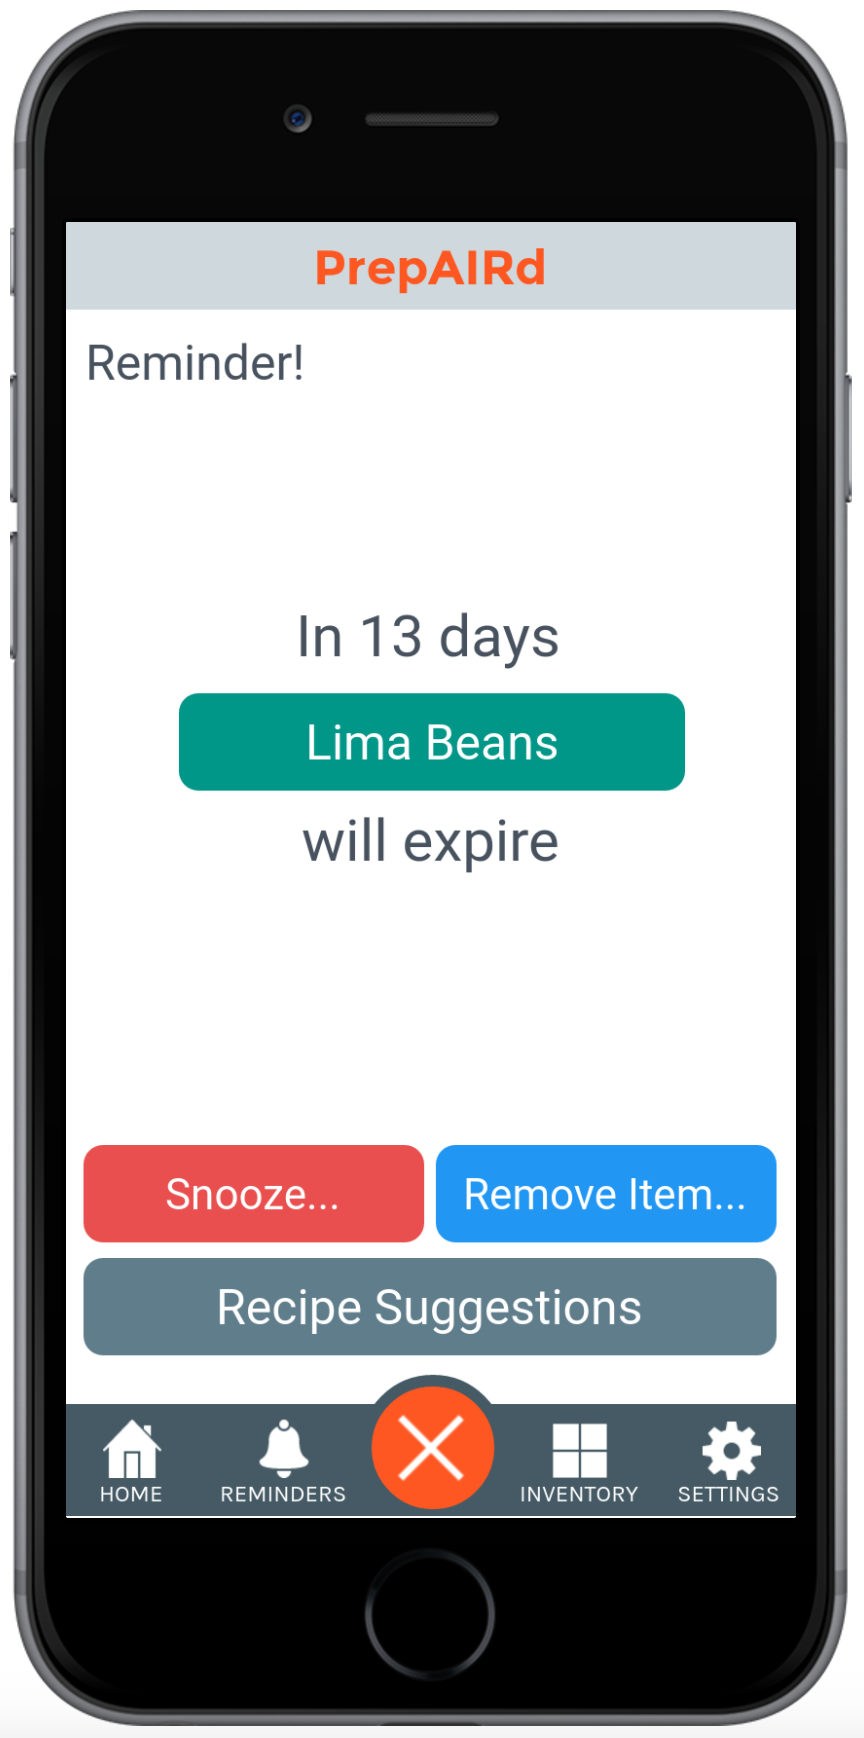 PrepAIRd
Reminder!
In 13 days
Lima Beans
will expire
Snooze...
Remove Item...
Recipe Suggestions
HOME
REMINDERS
INVENTORY
SETTINGS